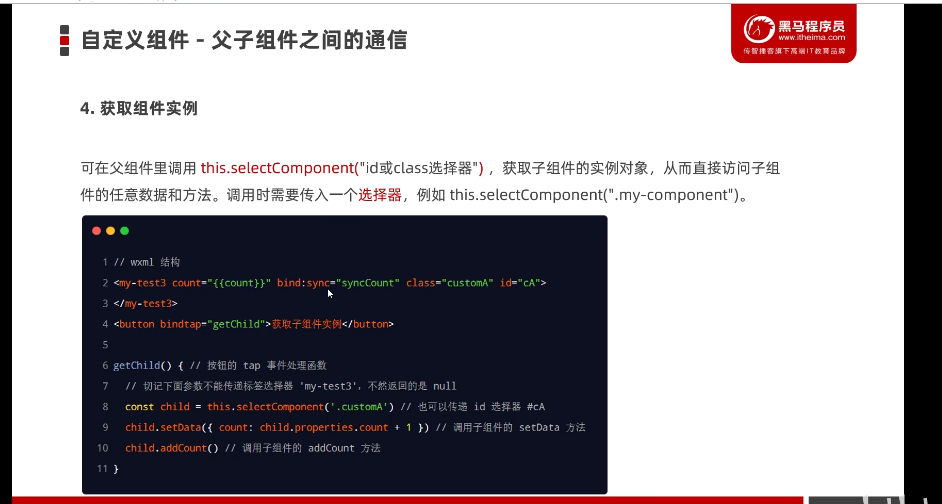 自定义组件 - 父子组件之间的通信
黑马程序员
www.itheima.com
传智播客旗下高端IT教育品牌
4. 获取组件实例
可在父组件里调用 this.selectComponent("id或class选择器") ，获取子组件的实例对象，从而直接访问子组
件的任意数据和方法。调用时需要传入一个选择器，例如 this.selectComponent(".my-component")。
1 // wxml 结构
2 <my-test3 count="{{count}}" bind:sync="syncCount" class="customA" id="cA">
3 </my-test3>
4 <button bindtap="getChild">获取子组件实例</button>
5
6 getChild() { // 按钮的 tap 事件处理函数
7 // 切记下面参数不能传递标签选择器 'my-test3'，不然返回的是 null
8 const child = this.selectComponent('.customA') // 也可以传递 id 选择器 #cA
9 child.setData({ count: child.properties.count + 1 }) // 调用子组件的 setData 方法
10 child.addCount() // 调用子组件的 addCount 方法
11 }